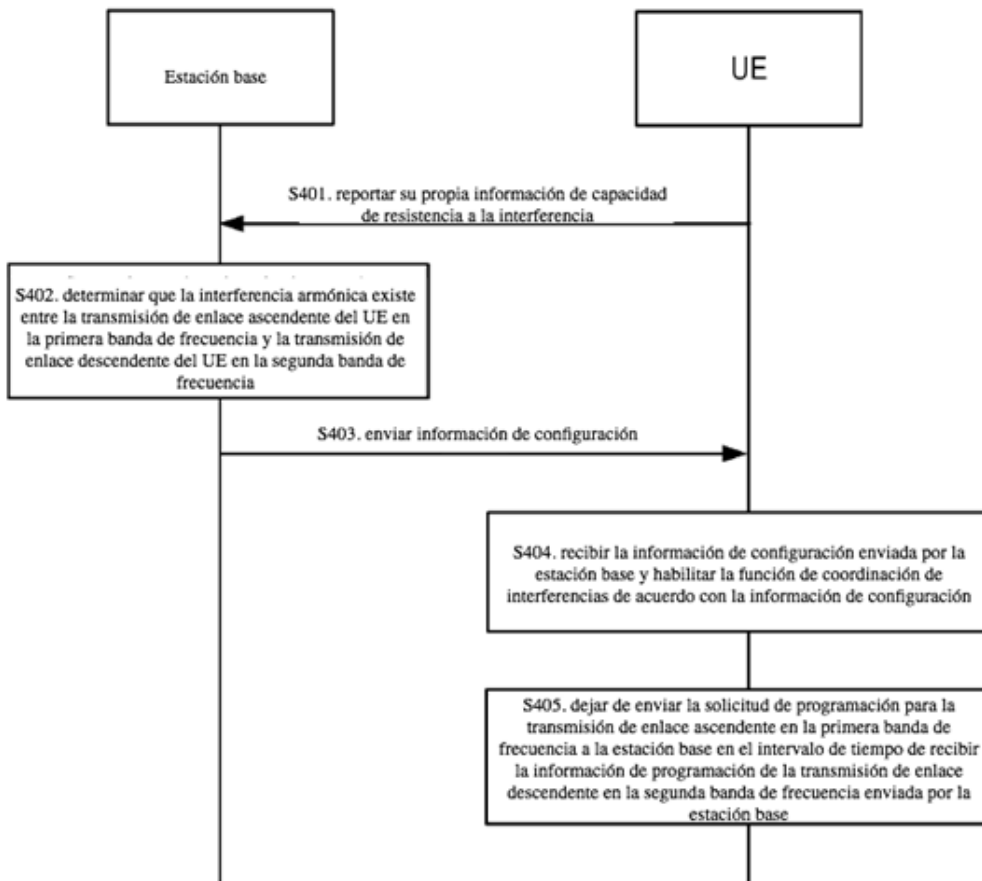 Estación base
UE
S401. reportar su propia información de capacidad
de resistencia a la interferencia
S402. determinar que la interferencia armónica existe
entre la transmisión de enlace ascendente del UE en
la primera banda de frecuencia y la transmisión de
enlace descendente del UE en la segunda banda de
frecuencia
S403. enviar información de configuración
S404. recibir la información de configuración enviada por la
estación base y habilitar la función de coordinación de
interferencias de acuerdo con la información de configuración
S405. dejar de enviar la solicitud de programación para la
transmisión de enlace ascendente en la primera banda de
frecuencia a la estación base en el intervalo de tiempo de recibir
la información de programación de la transmisión de enlace
descendente en la segunda banda de frecuencia enviada por la
estación base